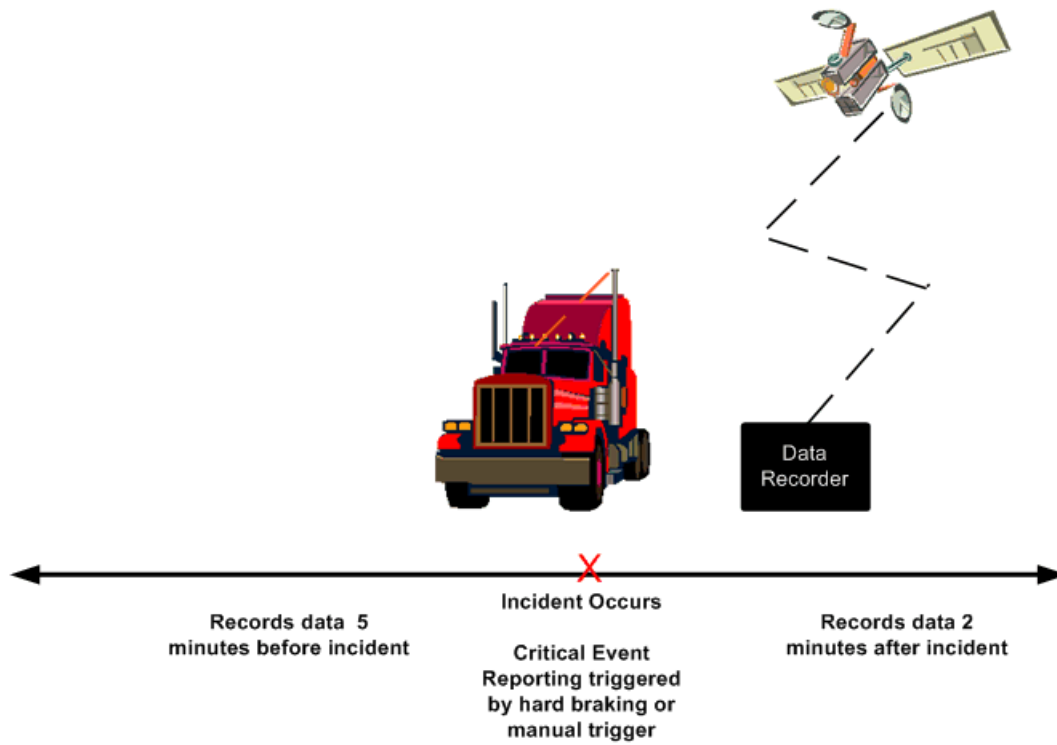 Data
Recorder
Incident Occurs
Records data 5
minutes before incident
Critical Event
Reporting triggered
by hard braking or
manual trigger
Records data 2
minutes after incident